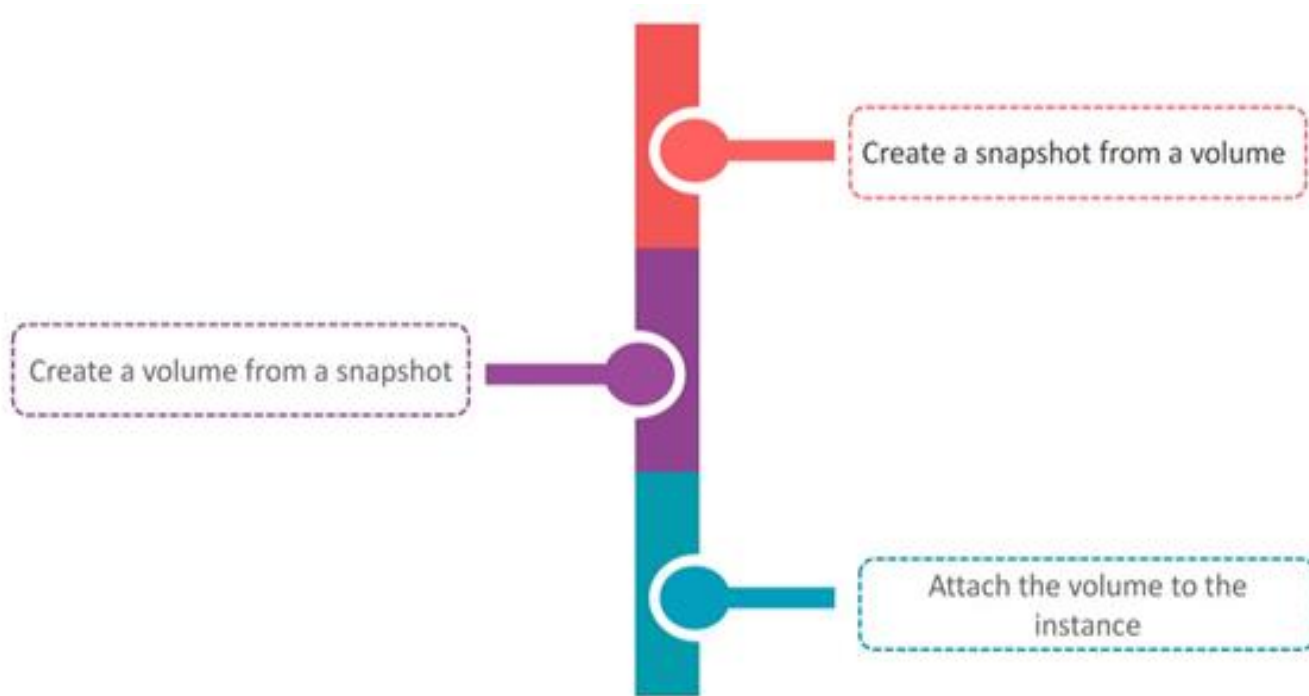 Create a snapshot from a volume
Create a volume from a snapshot
Attach the volume to the
instance